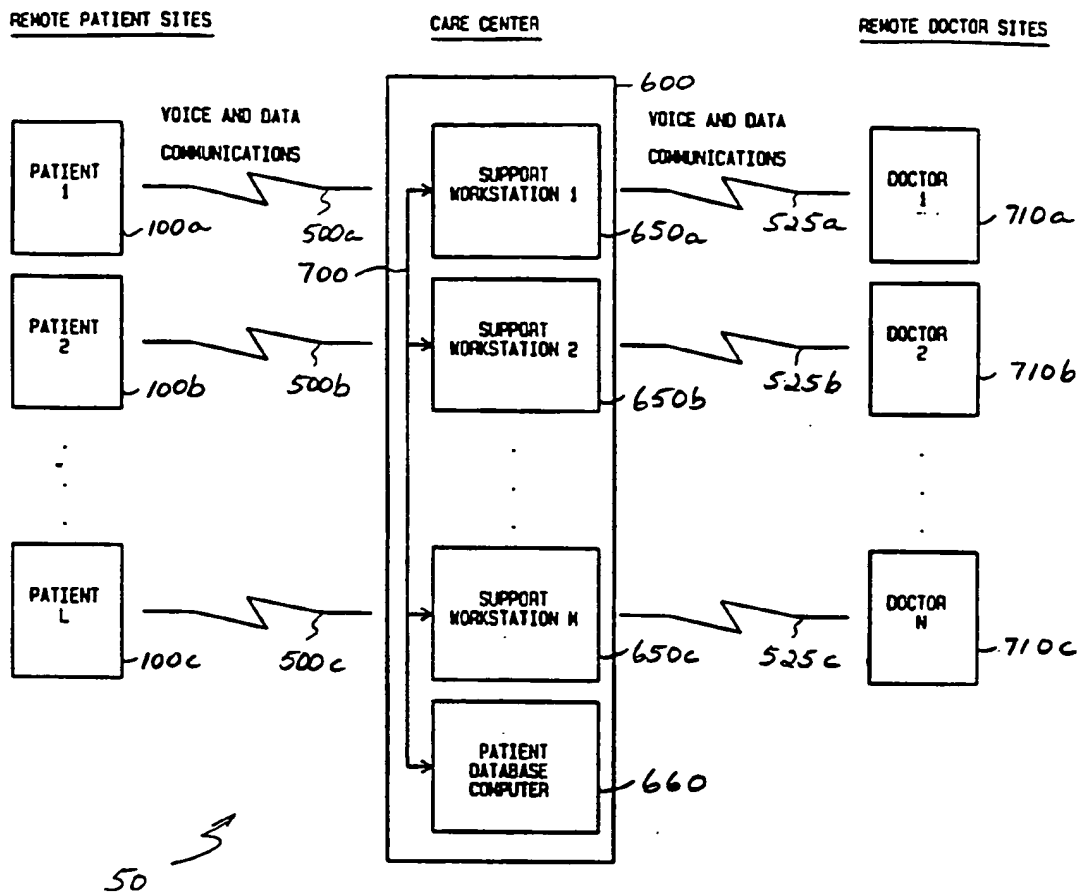 REMOTE PATIENT SITES
CARE CENTER
REMOTE DOCTOR SITES
600
VOICE AND DATA
COMMUNICATIONS
VOICE AND DATA
COMMUNICATIONS
PATIENT
1
100a
500a
700
SUPPORT
WORKSTATION 1
650a
525a
DOCTOR
1
710a
PATIENT
2
100b
500b
SUPPORT
WORKSTATION 2
650b
525b
DOCTOR
2
710b
PATIENT
L
100c
500c
SUPPORT
WORKSTATION M
650c
525c
DOCTOR
N
710c
PATIENT
DATABASE
COMPUTER
660
50